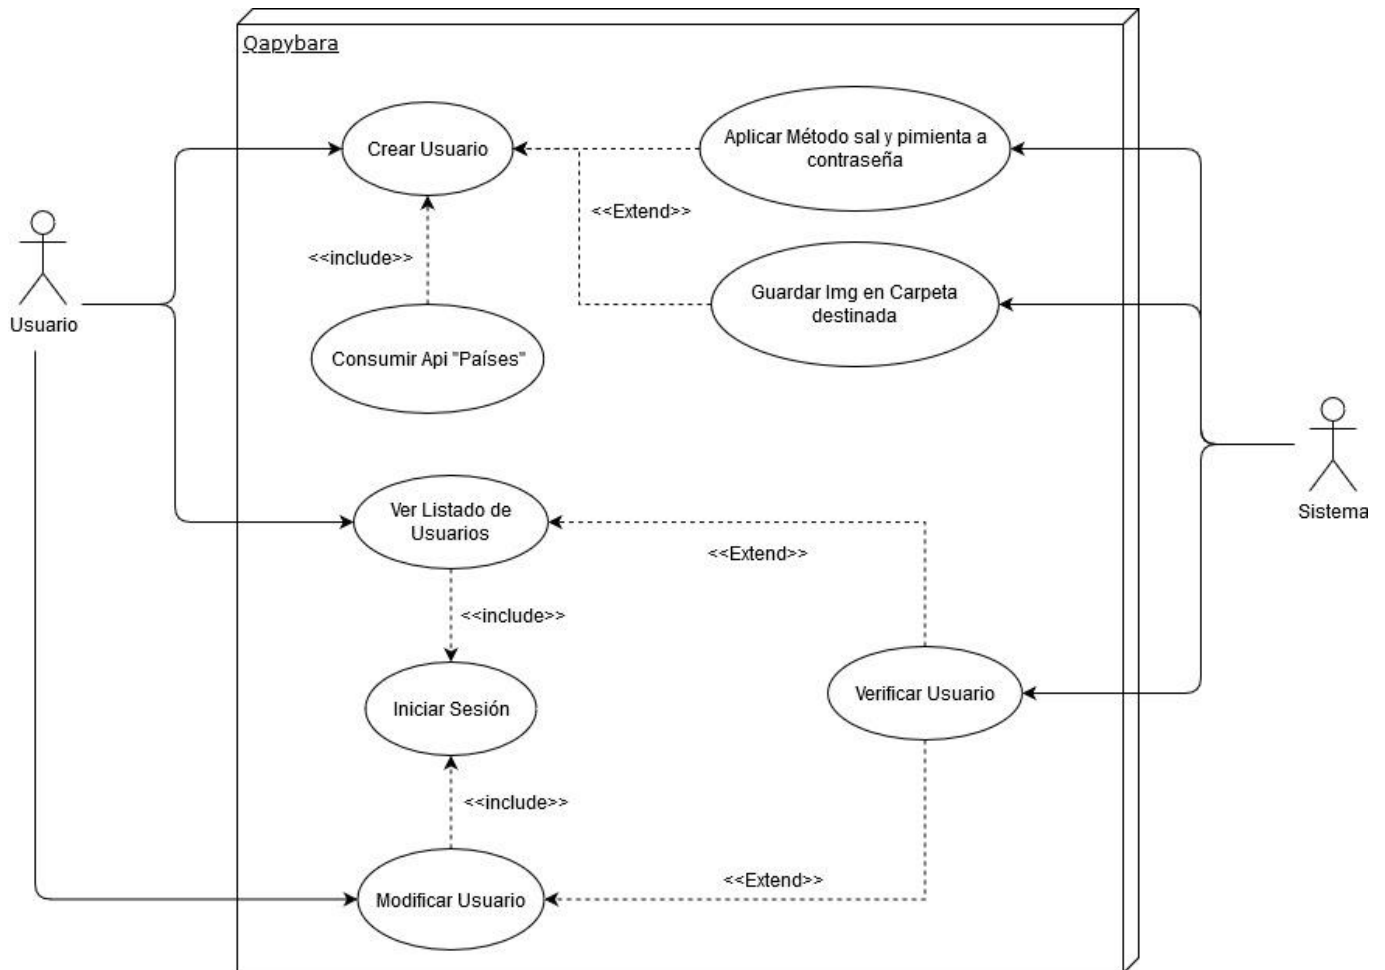 Qapybara
Crear Usuario
Aplicar Método sal y pimienta a
contraseña
<<Extend>>
<<include>>
Guardar Img en Carpeta
destinada
Usuario
Consumir Api "Países"
Ver Listado de
Usuarios
Sistema
<<Extend>>
<<include>>
Iniciar Sesión
Verificar Usuario
<<include>>
<<Extend>>
Modificar Usuario